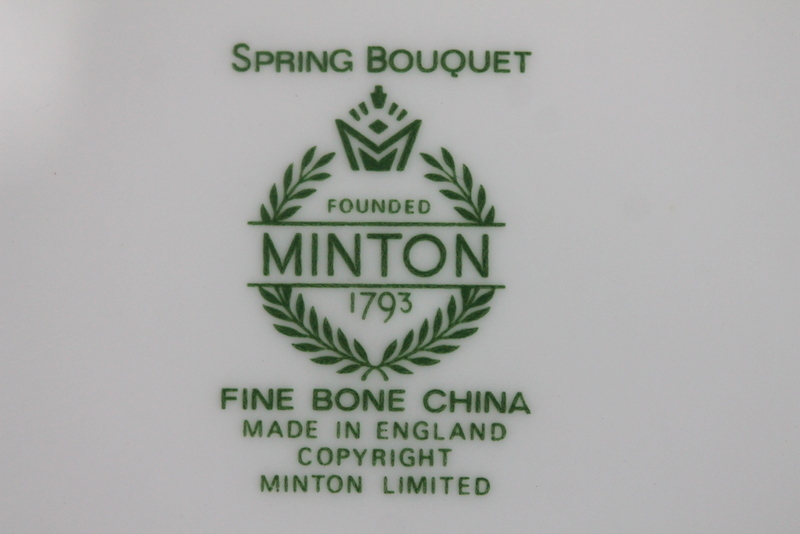 SPRING BOUQUET
FOUNDED
MINTON
1793
FINE BONE CHINA
MADE IN ENGLAND
COPYRIGHT
MINTON LIMITED